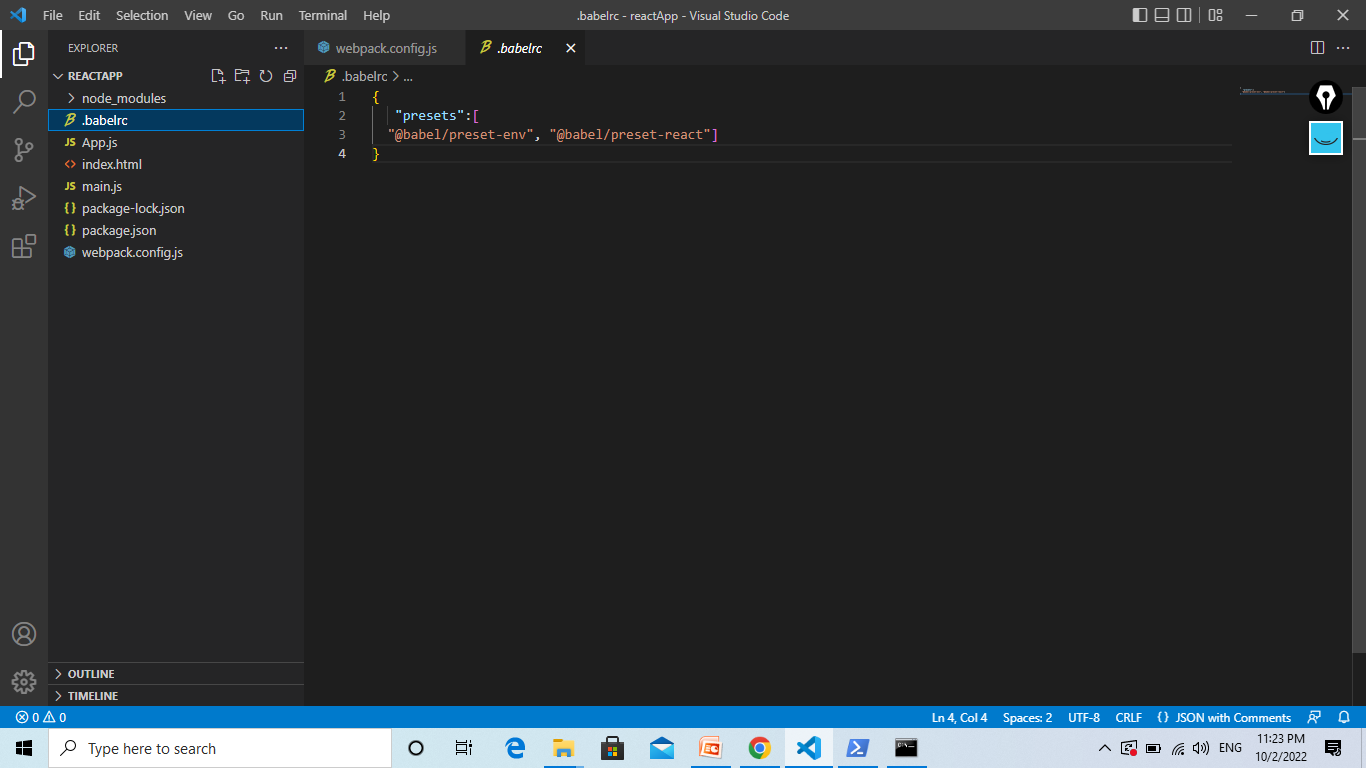 File Edit Selection View Go Run Terminal Help
.babelrc - reactApp - Visual Studio Code
EXPLORER
REACTAPP
node_modules
.babelrc
App.js
index.html
main.js
package-lock.json
package.json
webpack.config.js
OUTLINE
TIMELINE
webpack.config.js
.babelrc
.babelrc > ...
1 {
2 "presets":[
3 "@babel/preset-env", "@babel/preset-react"]
4 }
0 0
Ln 4, Col 4 Spaces: 2 UTF-8 CRLF {} JSON with Comments
Type here to search
ENG
11:23 PM
10/2/2022